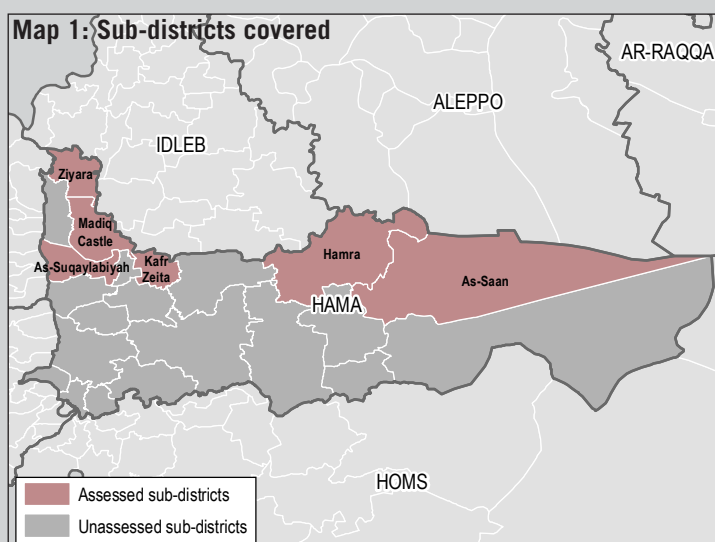 Map 1: Sub-districts covered
AR-RAQQA
ALEPPO
IDLEB
Ziyara
Madiq
Castle
As-Suqaylabiyah
Kafr
Zeita
Hamra
As-Saan
HAMA
HOMS
Assessed sub-districts
Unassessed sub-districts